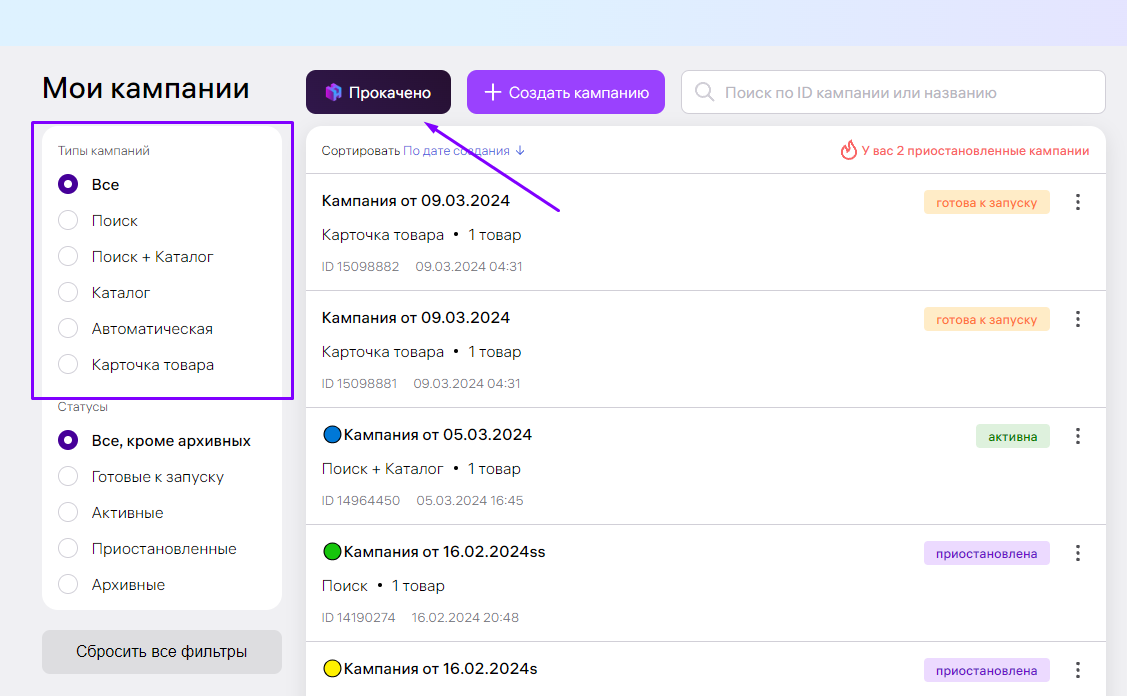 Мои кампании
Прокачено
Создать кампанию
Поиск по ID кампании или названию
Типы кампаний
Все
Поиск
Поиск + Каталог
Каталог
Автоматическая
Карточка товара
Статусы
Все, кроме архивных
Готовые к запуску
Активные
Приостановленные
Архивные
Сбросить все фильтры
Сортировать По дате создания ↓
У вас 2 приостановленные кампании
Кампания от 09.03.2024
готова к запуску
Карточка товара • 1 товар
ID 15098882 09.03.2024 04:31
Кампания от 09.03.2024
готова к запуску
Карточка товара • 1 товар
ID 15098881 09.03.2024 04:31
Кампания от 05.03.2024
активна
Поиск + Каталог • 1 товар
ID 14964450 05.03.2024 16:45
Кампания от 16.02.2024ss
приостановлена
Поиск • 1 товар
ID 14190274 16.02.2024 20:48
Кампания от 16.02.2024s
приостановлена